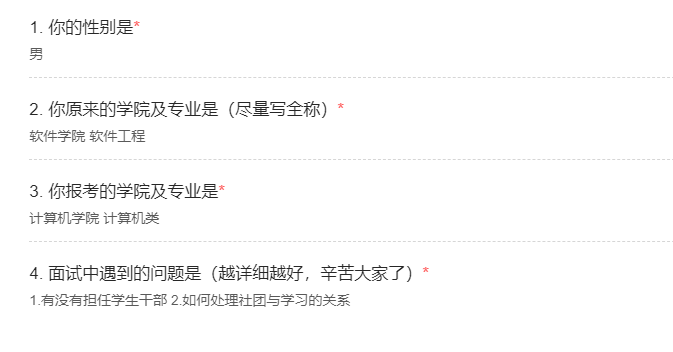 1. 你的性别是*
男
2. 你原来的学院及专业是（尽量写全称）*
软件学院 软件工程
3. 你报考的学院及专业是*
计算机学院 计算机类
4. 面试中遇到的问题是（越详细越好，辛苦大家了）*
1.有没有担任学生干部 2.如何处理社团与学习的关系